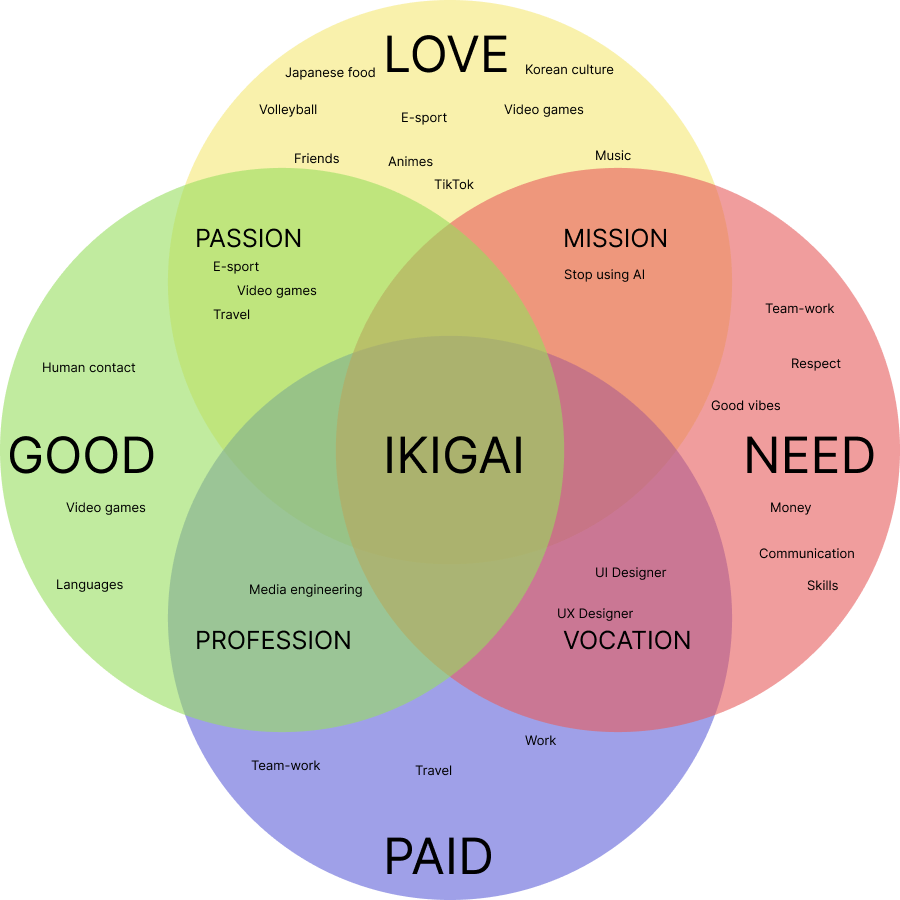 LOVE
Japanese food
Korean culture
Volleyball
E-sport
Video games
Friends
Animes
Music
TikTok
PASSION
E-sport
Video games
Travel
MISSION
Stop using AI
Human contact
GOOD
Video games
Languages
IKIGAI
Team-work
Respect
Good vibes
NEED
Money
Communication
Skills
Media engineering
PROFESSION
UI Designer
UX Designer
VOCATION
Work
Team-work
Travel
PAID